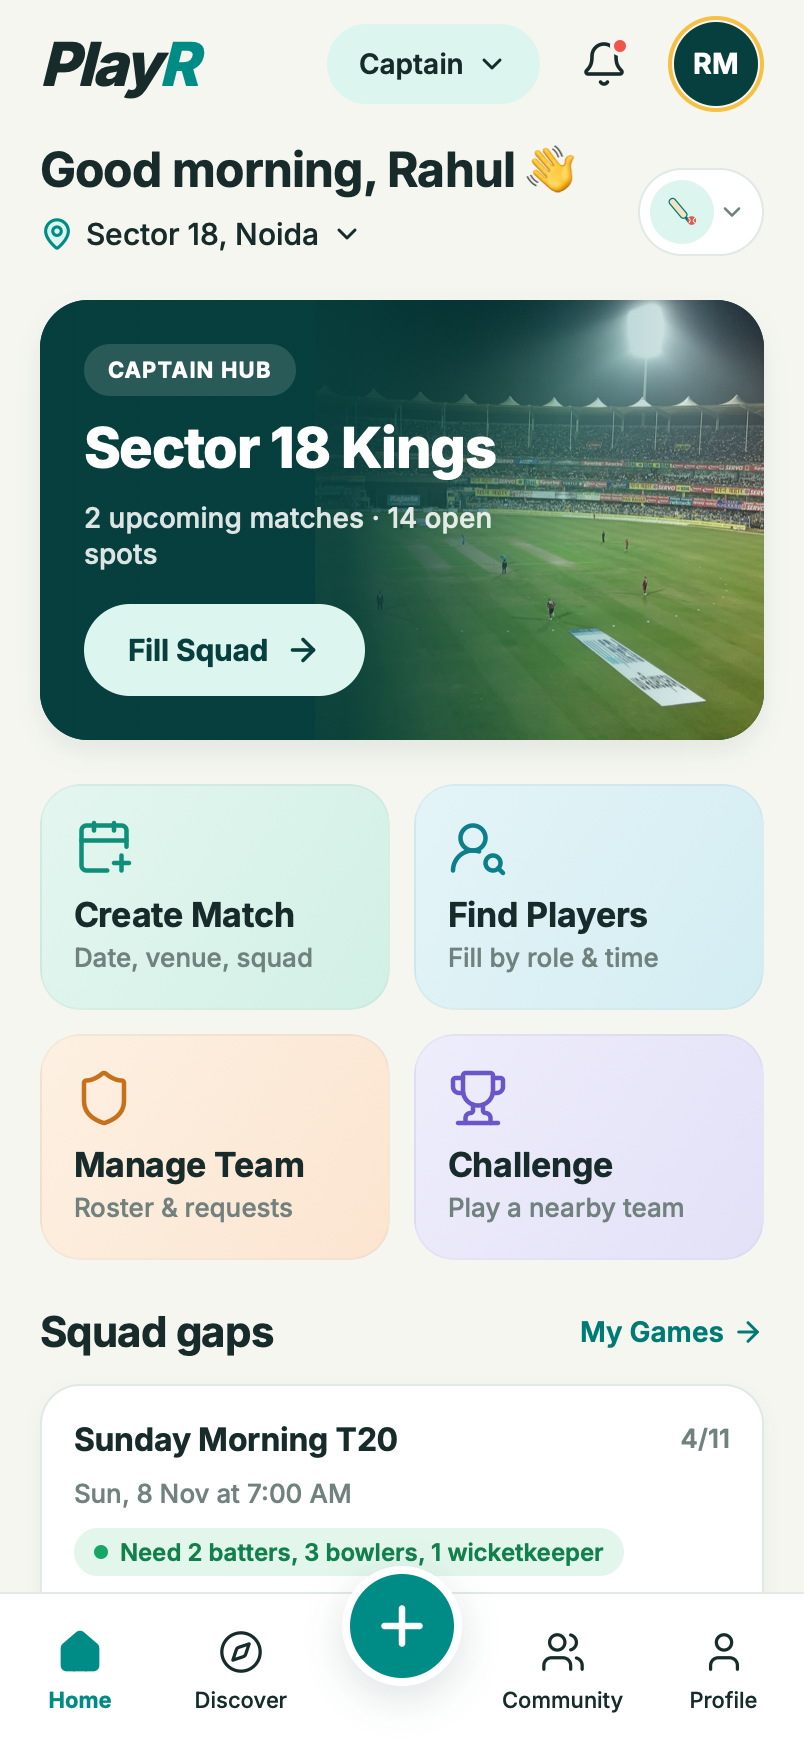 PlayR
Captain
RM
Good morning, Rahul 👋
Sector 18, Noida
CAPTAIN HUB
Sector 18 Kings
2 upcoming matches · 14 open
spots
Fill Squad →
Create Match
Date, venue, squad
Find Players
Fill by role & time
Manage Team
Roster & requests
Challenge
Play a nearby team
Squad gaps
My Games →
Sunday Morning T20
4/11
Sun, 8 Nov at 7:00 AM
Need 2 batters, 3 bowlers, 1 wicketkeeper
Home
Discover
Community
Profile